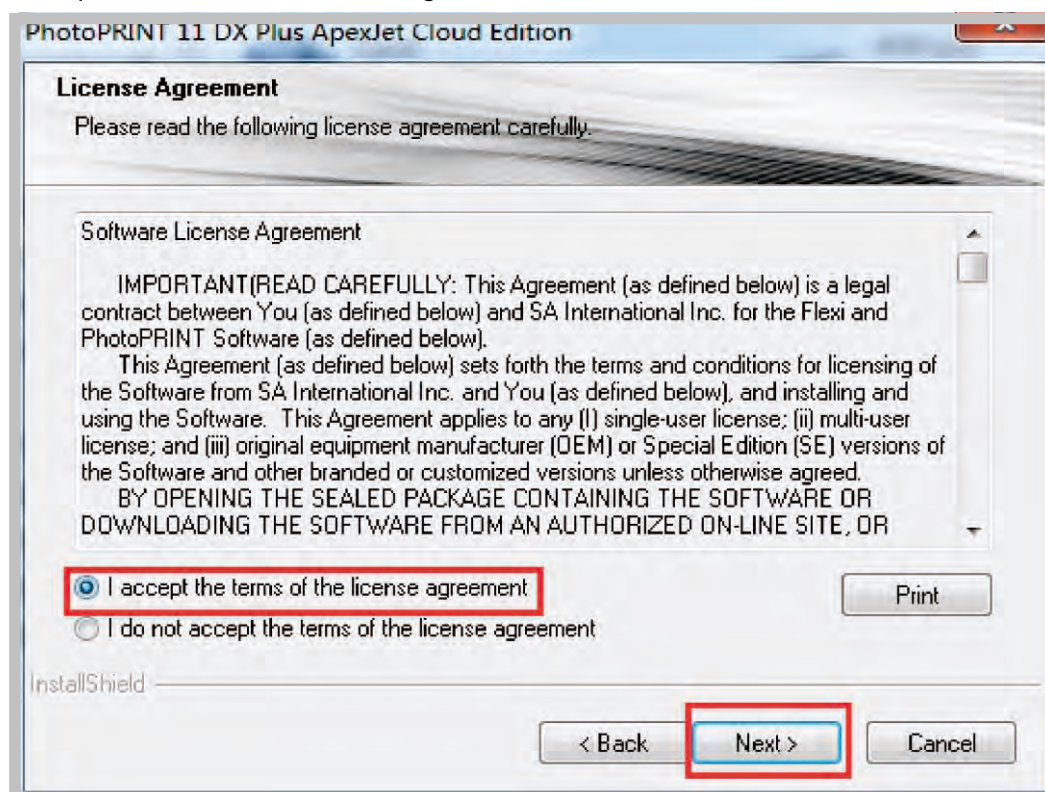 PhotoPRINT 11 DX Plus ApexJet Cloud Edition
License Agreement
Please read the following license agreement carefully.
Software License Agreement
IMPORTANT(READ CAREFULLY: This Agreement (as defined below) is a legal
contract between You (as defined below) and SA International Inc. for the Flexi and
PhotoPRINT Software (as defined below).
This Agreement (as defined below) sets forth the terms and conditions for licensing of
the Software from SA International Inc. and You (as defined below), and installing and
using the Software. This Agreement applies to any (I) single-user license; (ii) multi-user
license; and (iii) original equipment manufacturer (OEM) or Special Edition (SE) versions of
the Software and other branded or customized versions unless otherwise agreed.
BY OPENING THE SEALED PACKAGE CONTAINING THE SOFTWARE OR
DOWNLOADING THE SOFTWARE FROM AN AUTHORIZED ON-LINE SITE, OR
I accept the terms of the license agreement
Print
I do not accept the terms of the license agreement
InstallShield
< Back Next > Cancel